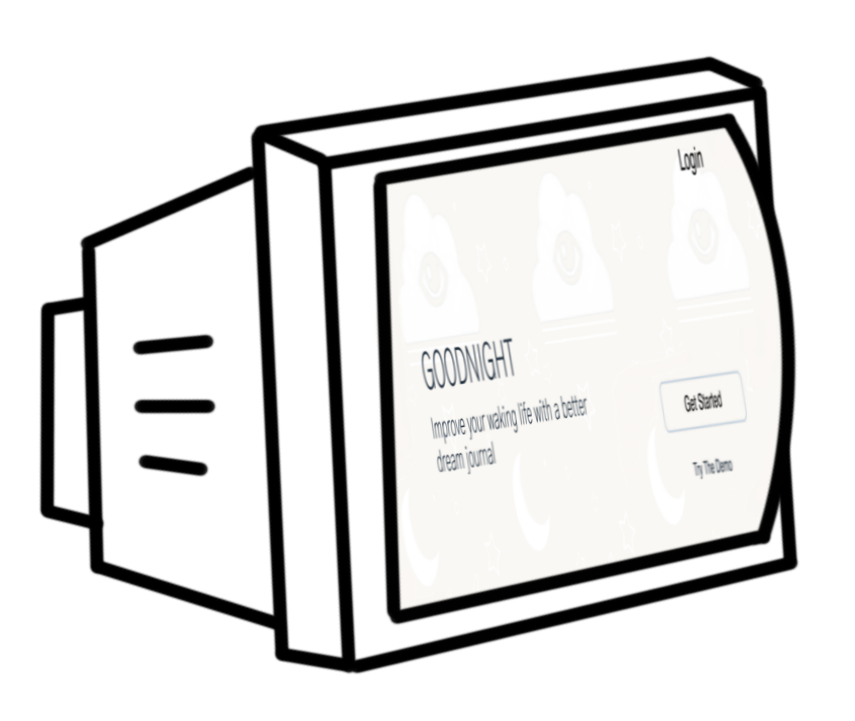 Login
GOODNIGHT
Improve your waking life with a better
dream journal
Get Started
Try The Demo